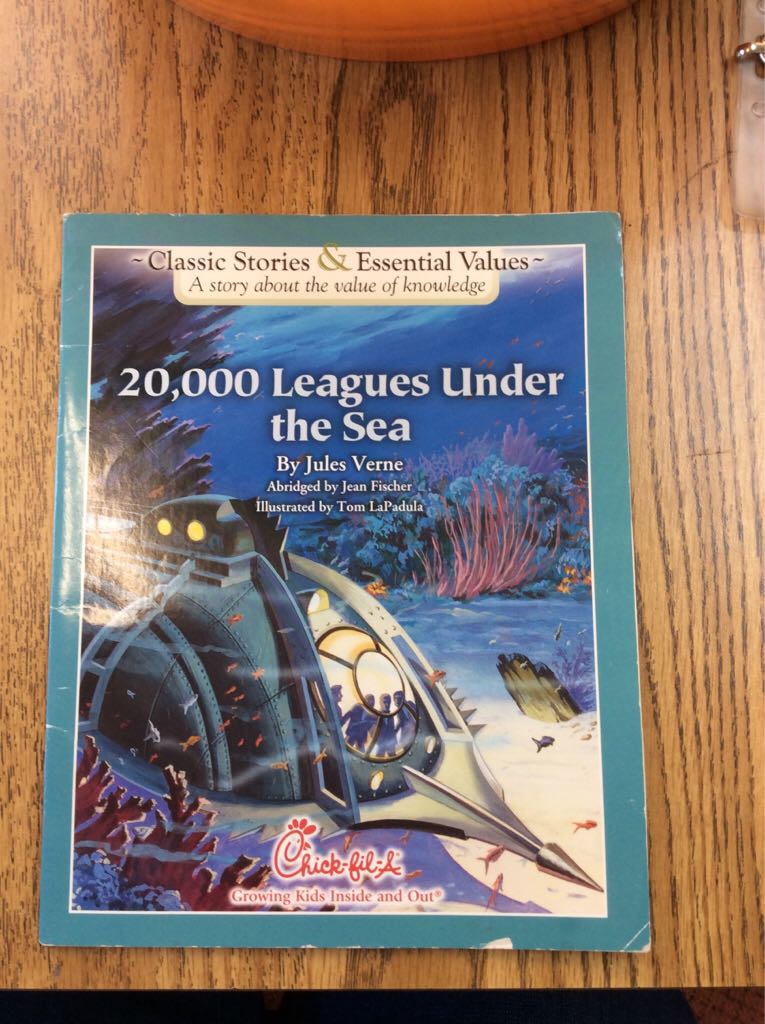 ~Classic Stories & Essential Values~
A story about the value of knowledge
20,000 Leagues Under
the Sea
By Jules Verne
Abridged by Jean Fischer
Illustrated by Tom LaPadula
Chick-fil-A®
Growing Kids Inside and Out®